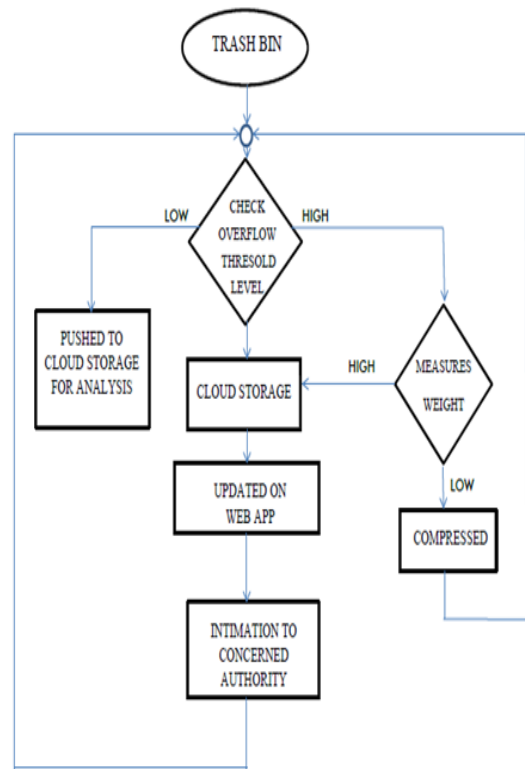 TRASH BIN
LOW
HIGH
CHECK
OVERFLOW
THRESOLD
LEVEL
PUSHED TO
CLOUD STORAGE
FOR ANALYSIS
CLOUD STORAGE
HIGH
MEASURES
WEIGHT
LOW
UPDATED ON
WEB APP
COMPRESSED
INTIMATION TO
CONCERNED
AUTHORITY